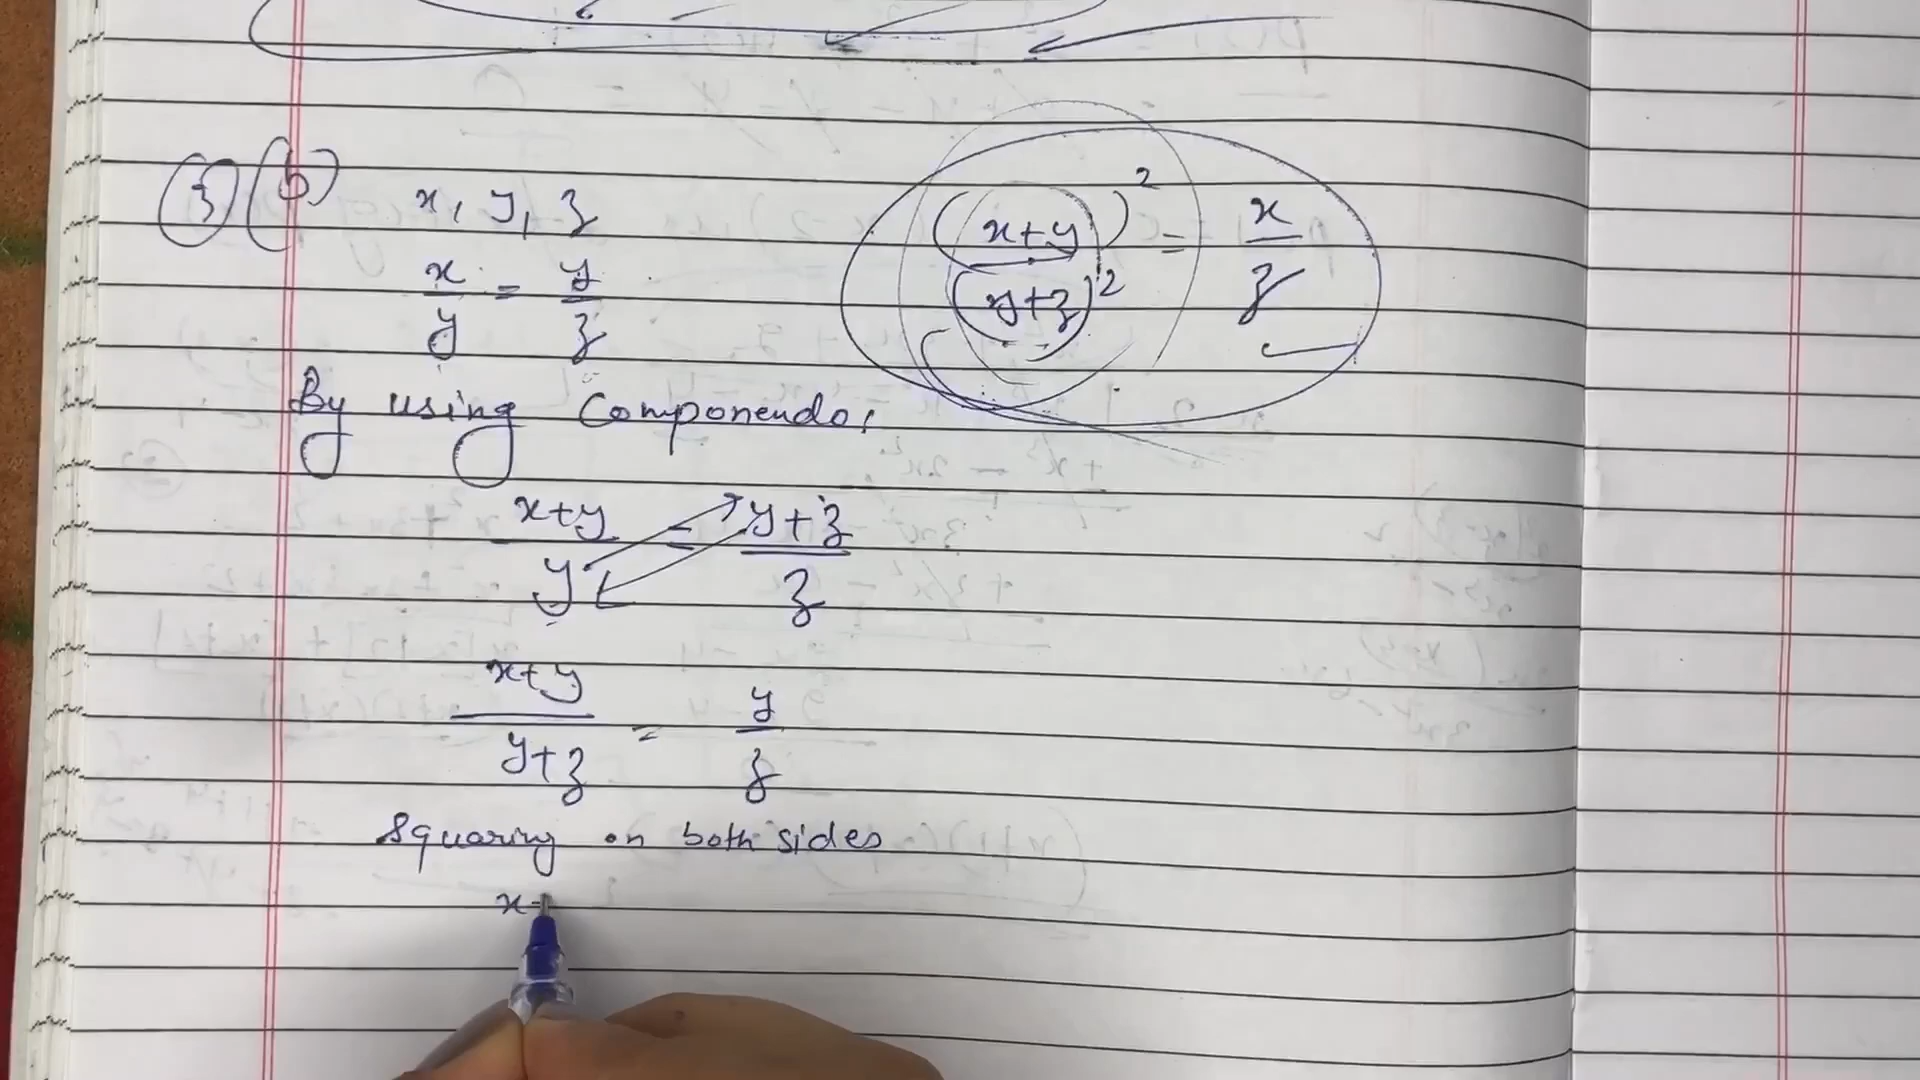 ③ (b) x, y, z
x/y = y/z
(x+y)²/(y+z)² = x/z
By using Componendo,
x+y/y = y+z/z
x+y/y+z = y/z
Squaring on both sides
x+